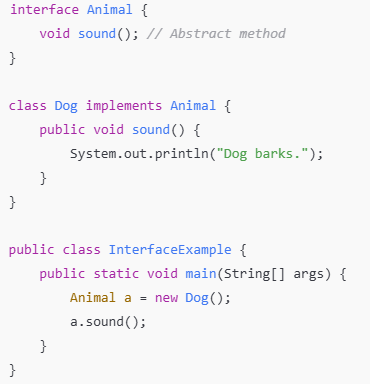 interface Animal {
    void sound(); // Abstract method
}

class Dog implements Animal {
    public void sound() {
        System.out.println("Dog barks.");
    }
}

public class InterfaceExample {
    public static void main(String[] args) {
        Animal a = new Dog();
        a.sound();
    }
}